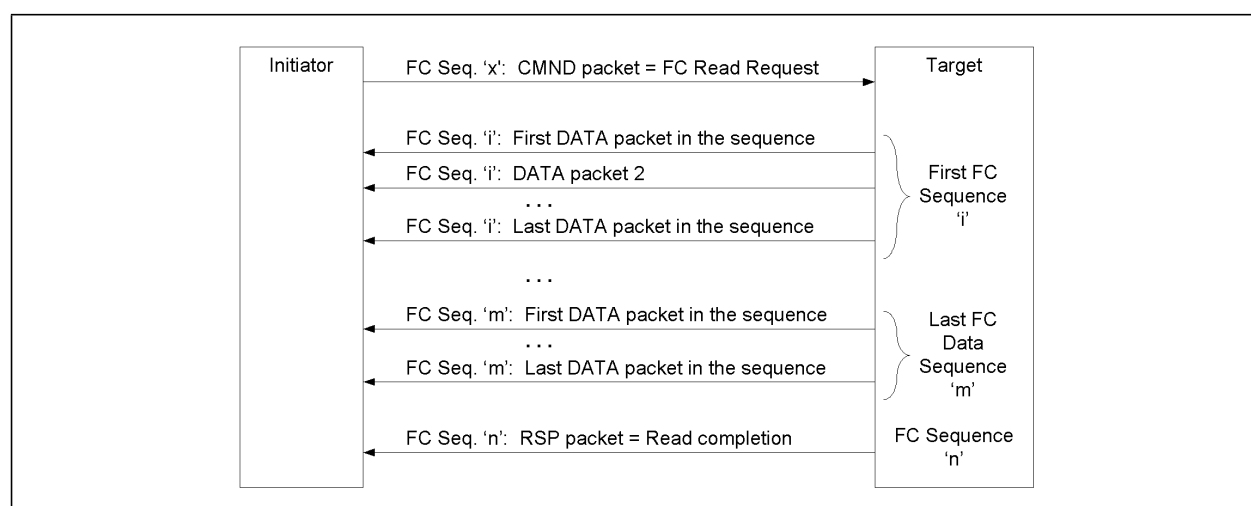 Initiator
Target
FC Seq. ‘x': CMND packet = FC Read Request
FC Seq. ‘i’: First DATA packet in the sequence
FC Seq. ‘i’: DATA packet 2
. . .
FC Seq. ‘i’: Last DATA packet in the sequence
First FC
Sequence
‘i’
. . .
FC Seq. ‘m’: First DATA packet in the sequence
. . .
FC Seq. ‘m’: Last DATA packet in the sequence
Last FC
Data
Sequence
‘m’
FC Seq. ‘n’: RSP packet = Read completion
FC Sequence
‘n’